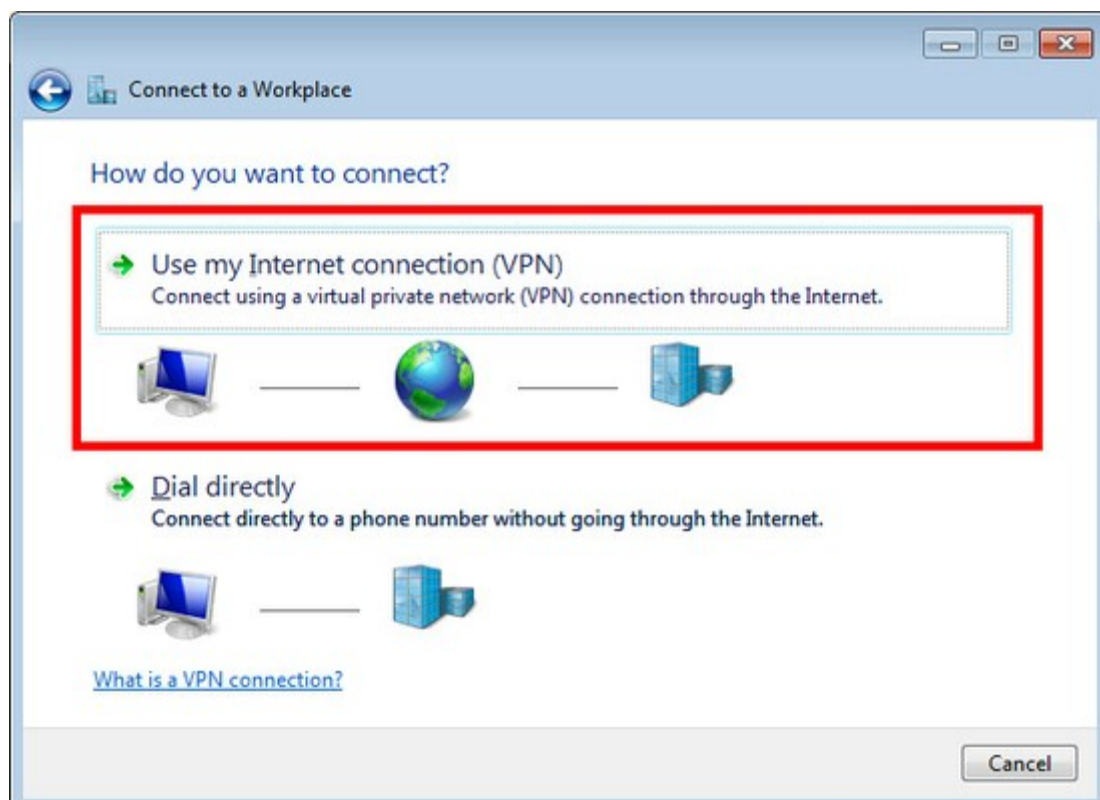 Connect to a Workplace
How do you want to connect?
Use my Internet connection (VPN)
Connect using a virtual private network (VPN) connection through the Internet.
Dial directly
Connect directly to a phone number without going through the Internet.
What is a VPN connection?
Cancel